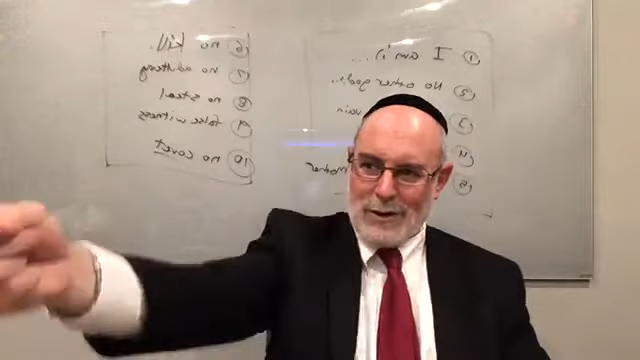 1 I am ...
2 No other gods...
3 vain
4
5 mother
6 no kill.
7 no adultery
8 no steal
9 false witness
10 no covet